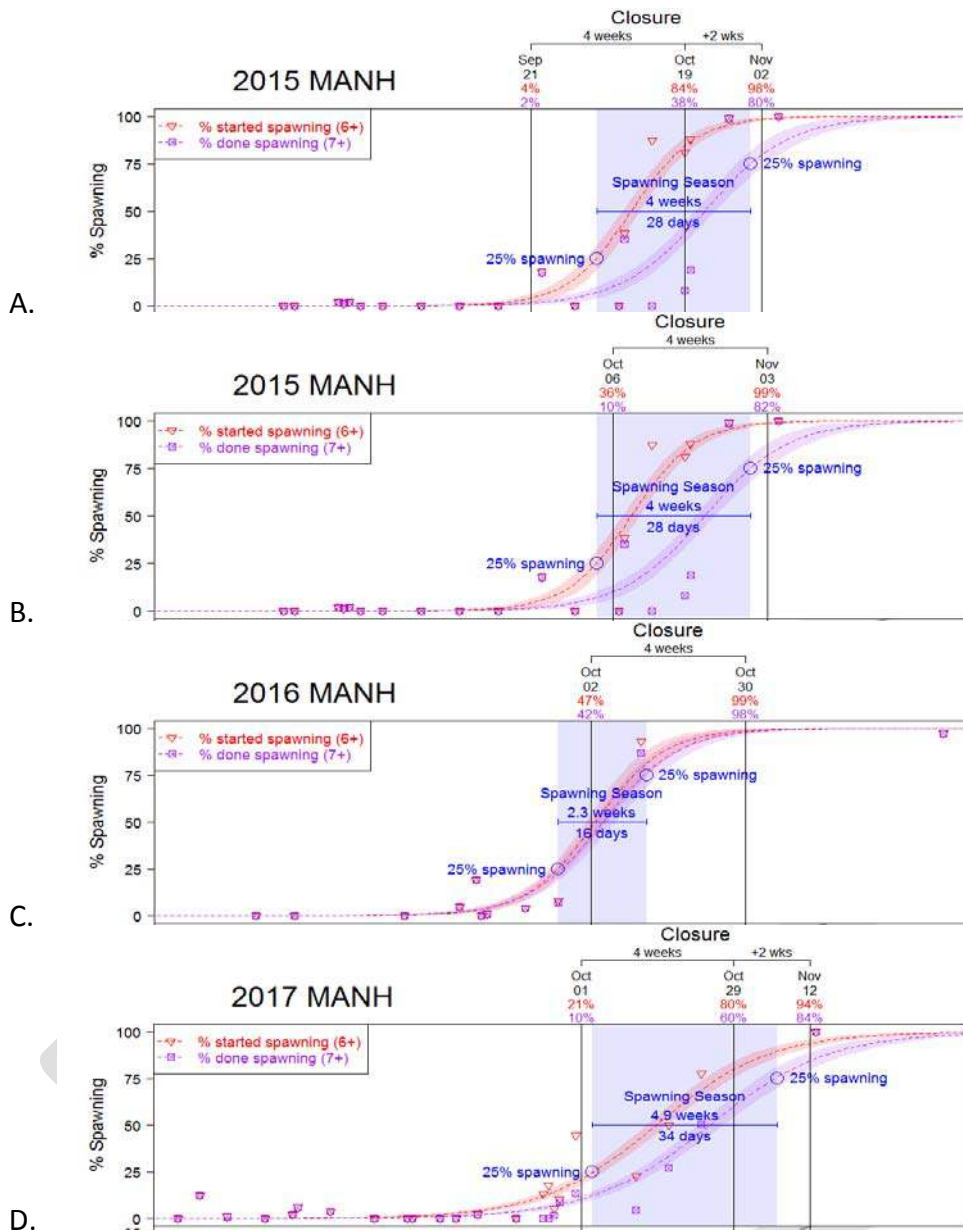 Closure
4 weeks +2 wks
Sep Oct Nov
21 19 02
4% 84% 98%
2% 38% 80%
2015 MANH
% Spawning
100
75
50
25
0
% started spawning (6+)
% done spawning (7+)
25% spawning
Spawning Season
4 weeks
28 days
25% spawning
A.
Closure
4 weeks
Oct Nov
06 03
36% 99%
10% 82%
2015 MANH
% Spawning
100
75
50
25
0
% started spawning (6+)
% done spawning (7+)
25% spawning
Spawning Season
4 weeks
28 days
25% spawning
B.
Closure
4 weeks
Oct Oct
02 30
47% 99%
42% 98%
2016 MANH
% Spawning
100
75
50
25
0
% started spawning (6+)
% done spawning (7+)
25% spawning
Spawning Season
2.3 weeks
16 days
25% spawning
C.
Closure
4 weeks +2 wks
Oct Oct Nov
01 29 12
21% 80% 94%
10% 60% 84%
2017 MANH
% Spawning
100
75
50
25
0
% started spawning (6+)
% done spawning (7+)
25% spawning
Spawning Season
4.9 weeks
34 days
25% spawning
D.